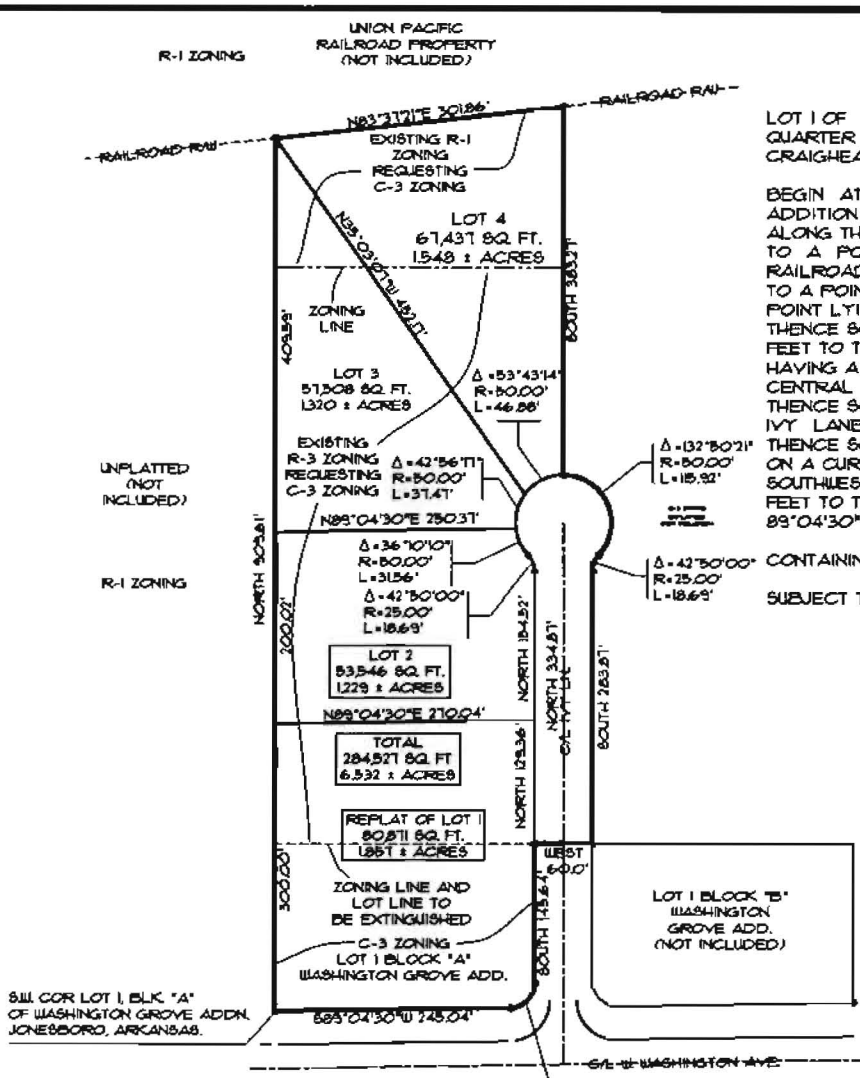 UNION PACIFIC
RAILROAD PROPERTY
(NOT INCLUDED)
R-1 ZONING
N83°37'21"E 301.86'
RAILROAD R/W
RAILROAD R/W
EXISTING R-1
ZONING
REQUESTING
C-3 ZONING
LOT 4
67,437 SQ. FT.
1.548 ± ACRES
N35°03'07"W 452.17'
SOUTH 383.27'
ZONING
LINE
409.59'
LOT 3
57,508 SQ. FT.
1.320 ± ACRES
Δ=53°43'14"
R=50.00'
L=46.88'
EXISTING
R-3 ZONING
REQUESTING
C-3 ZONING
Δ=42°56'17"
R=50.00'
L=37.47'
Δ=132°50'21"
R=50.00'
L=115.92'
UNPLATTED
(NOT
INCLUDED)
N89°04'30"E 250.37'
Δ=36°10'10"
R=50.00'
L=31.56'
Δ=42°50'00"
R=25.00'
L=18.69'
Δ=42°50'00"
R=25.00'
L=18.69'
R-1 ZONING
NORTH 909.61'
200.02'
LOT 2
53,546 SQ. FT.
1.229 ± ACRES
NORTH 184.52'
NORTH 334.87'
C/L IVY LN.
SOUTH 283.87'
N89°04'30"E 270.04'
TOTAL
284,527 SQ. FT
6.532 ± ACRES
NORTH 129.36'
REPLAT OF LOT 1
80,871 SQ. FT.
1.857 ± ACRES
WEST
60.0'
300.00'
ZONING LINE AND
LOT LINE TO
BE EXTINGUISHED
SOUTH 145.64'
C-3 ZONING
LOT 1 BLOCK "A"
WASHINGTON GROVE ADD.
LOT 1 BLOCK "B"
WASHINGTON
GROVE ADD.
(NOT INCLUDED)
S.W. COR LOT 1, BLK. "A"
OF WASHINGTON GROVE ADDN.
JONESBORO, ARKANSAS.
S89°04'30"W 245.04'
C/L W. WASHINGTON AVE.
LOT 1 OF
QUARTER
CRAIGHEA
BEGIN AT
ADDITION
ALONG TH
TO A PO
RAILROAD
TO A POIN
POINT LYI
THENCE S
FEET TO T
HAVING A
CENTRAL
THENCE S
IVY LANE
THENCE S
ON A CUR
SOUTHWES
FEET TO T
89°04'30"
CONTAININ
SUBJECT T